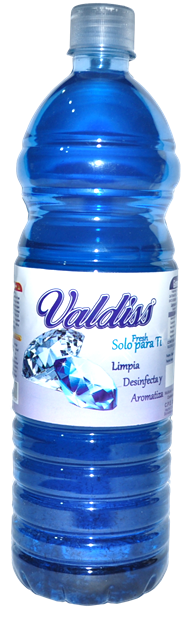 Valdiss
Fresh
Solo para Ti
Limpia
Desinfecta y
Aromatiza